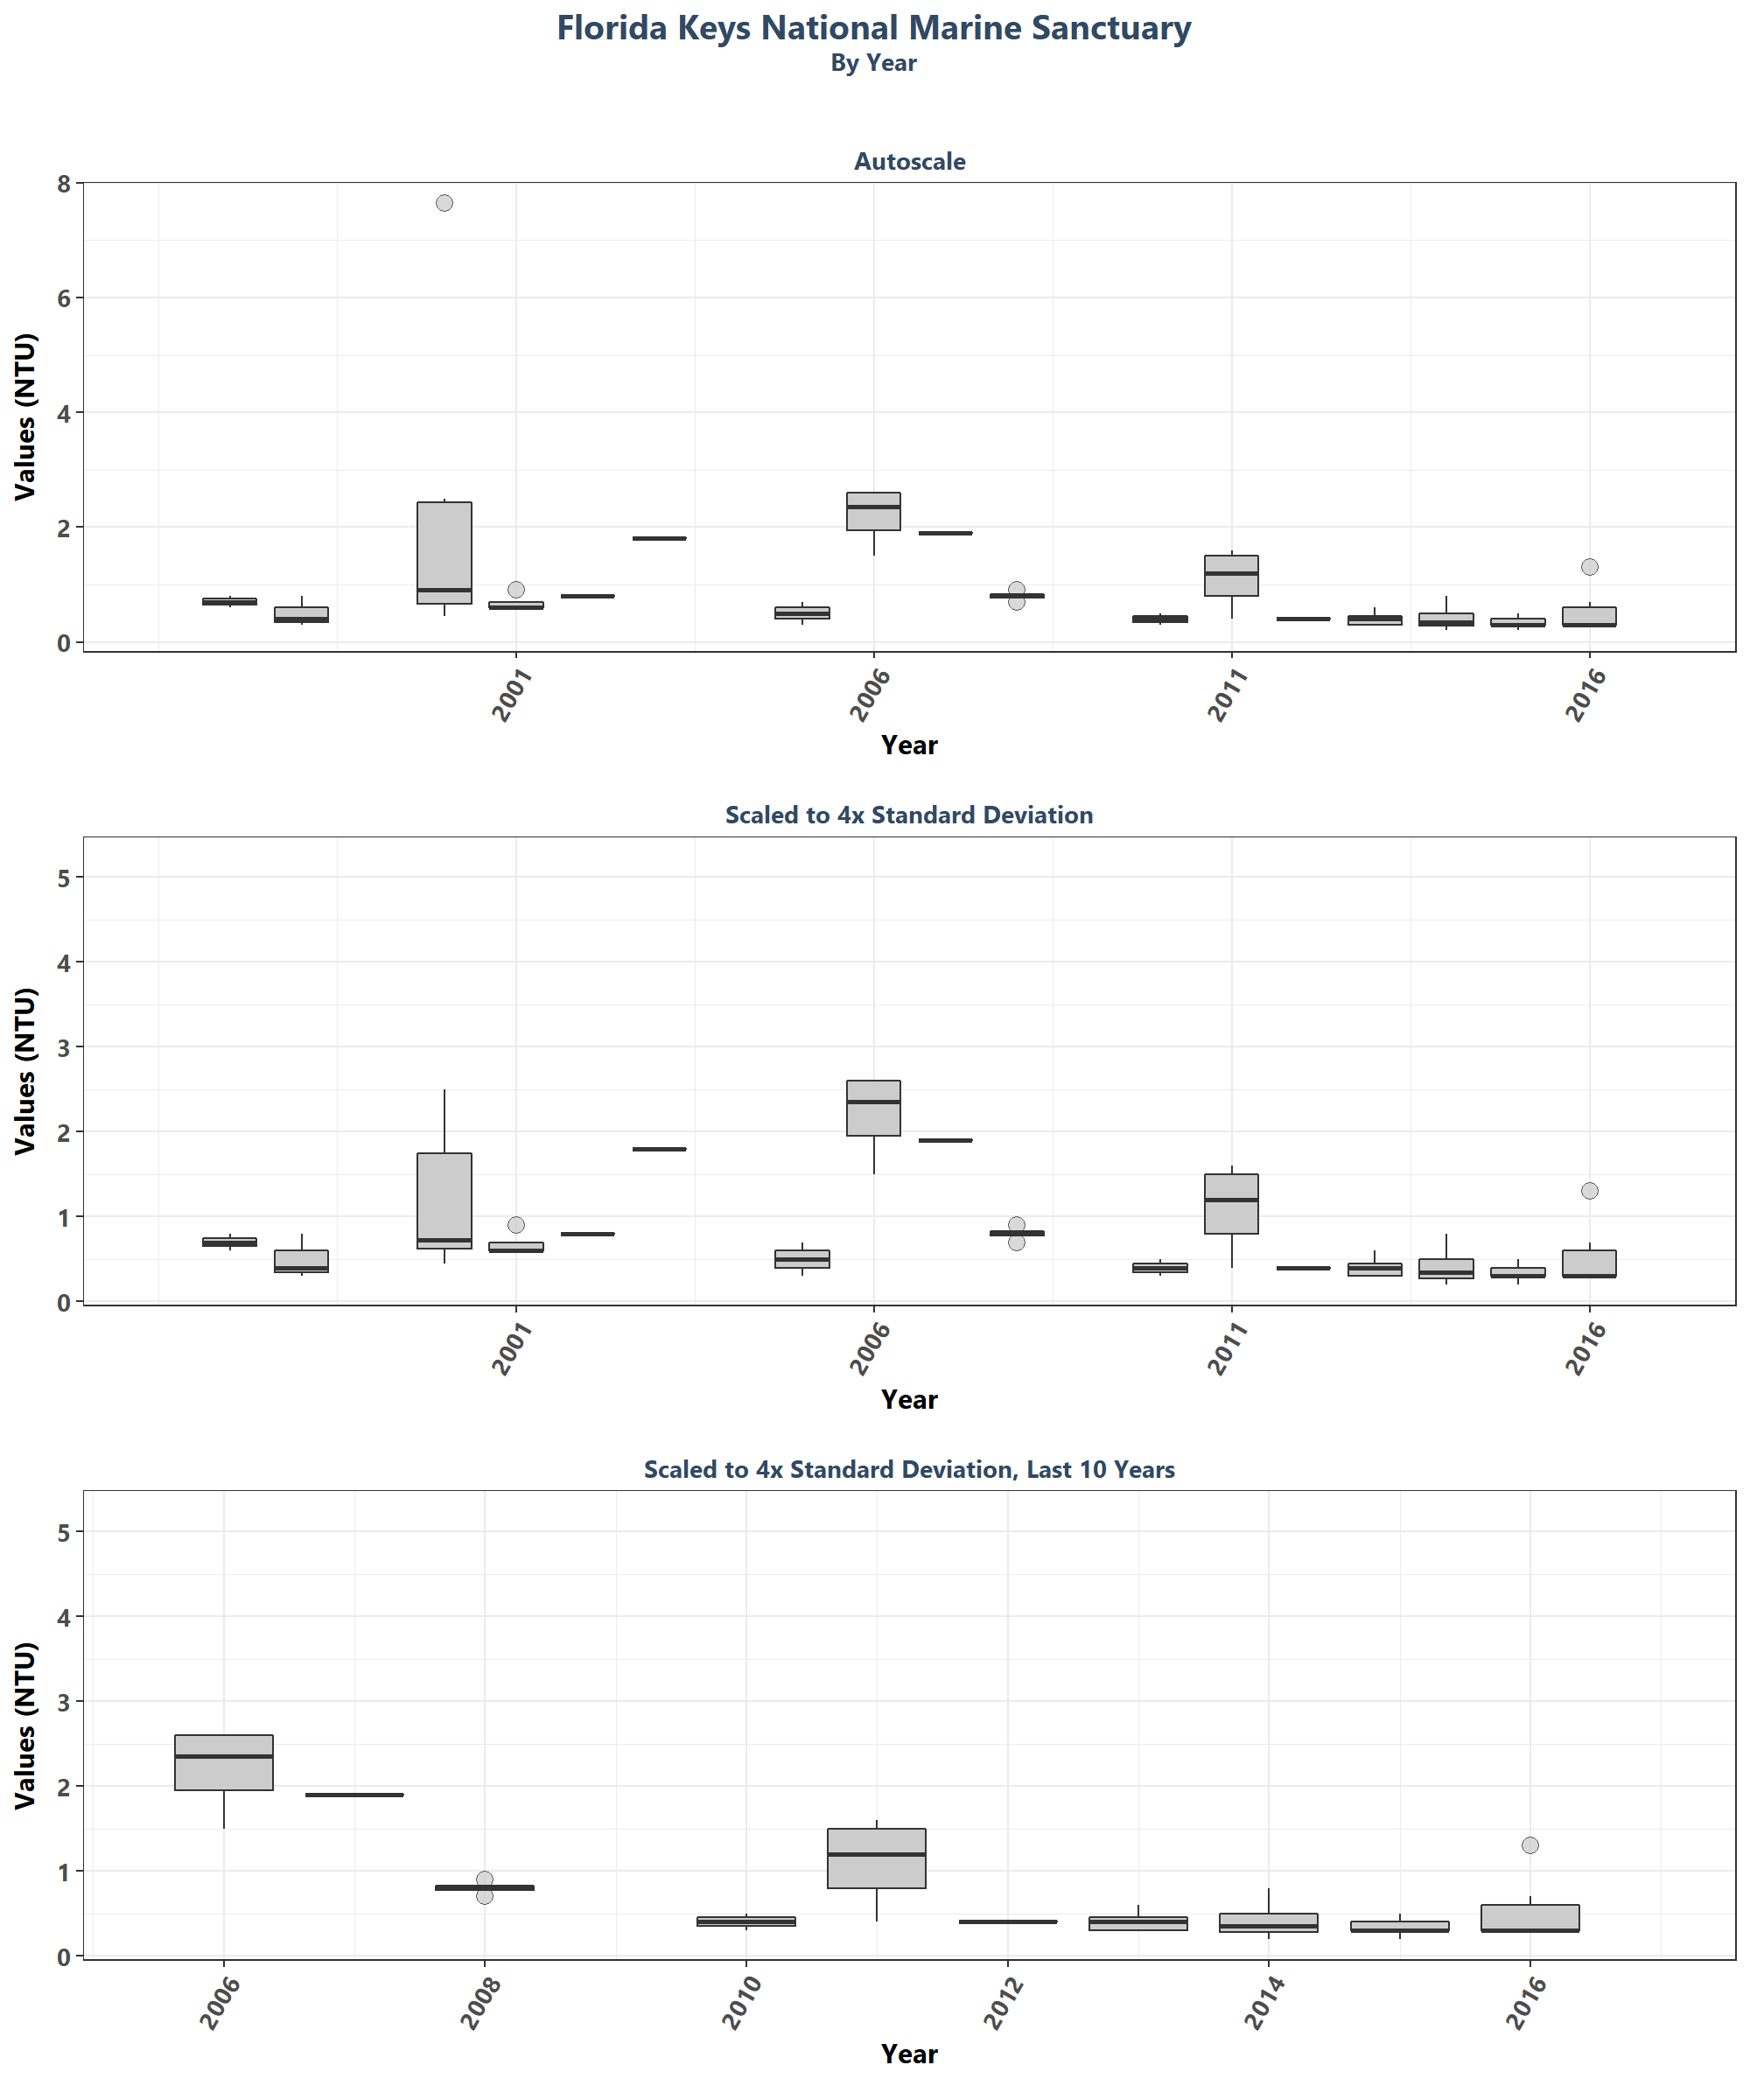 Florida Keys National Marine Sanctuary
By Year
Autoscale
Values (NTU)
8
6
4
2
0
2001
2006
2011
2016
Year
Scaled to 4x Standard Deviation
Values (NTU)
5
4
3
2
1
0
2001
2006
2011
2016
Year
Scaled to 4x Standard Deviation, Last 10 Years
Values (NTU)
5
4
3
2
1
0
2006
2008
2010
2012
2014
2016
Year